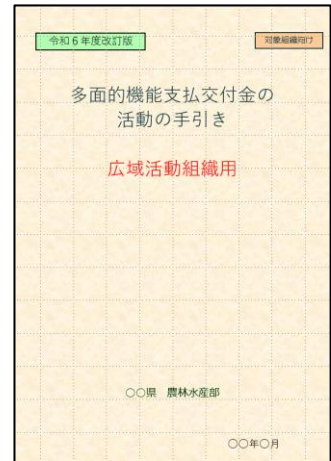 令和６年度改訂版
対象組織向け
多面的機能支払交付金の
活動の手引き
広域活動組織用
○○県　農林水産部
○○年○月